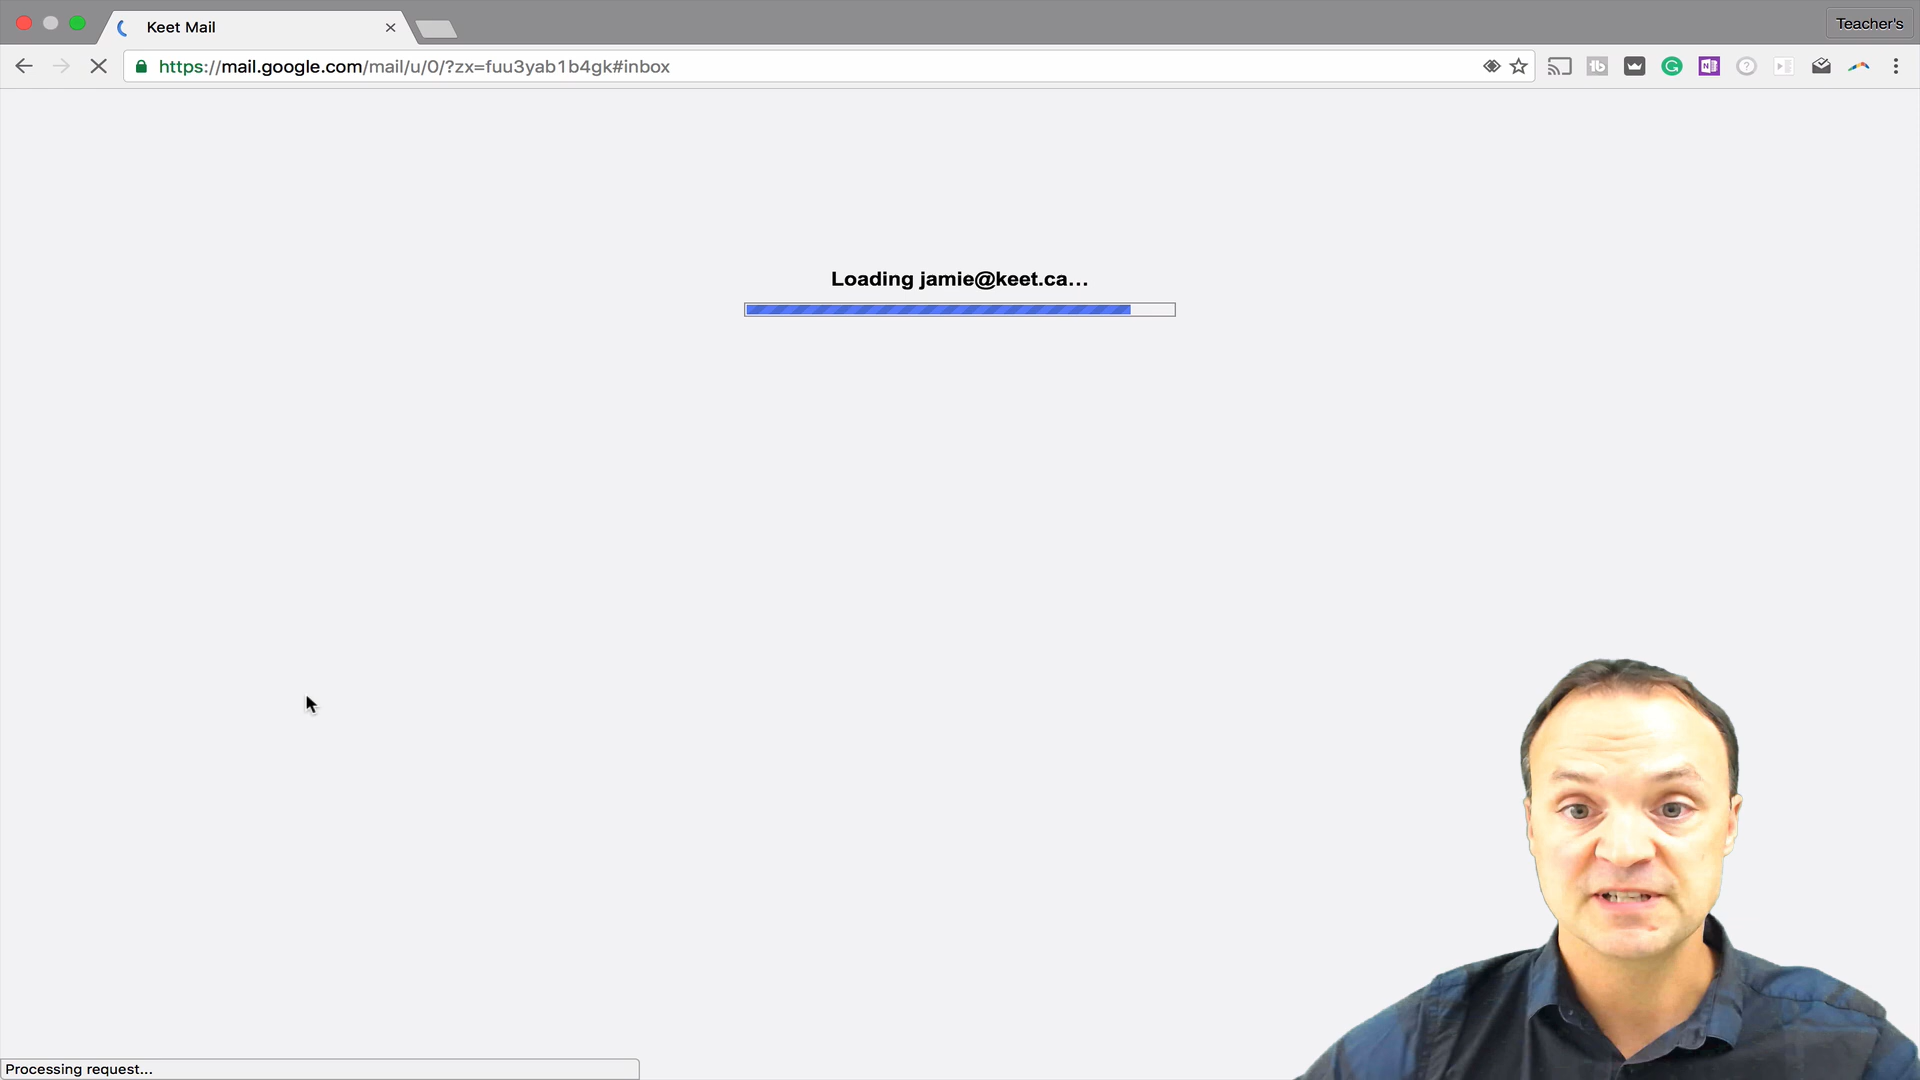 Keet Mail
Teacher's
https://mail.google.com/mail/u/0/?zx=fuu3yab1b4gk#inbox
Loading jamie@keet.ca...
Processing request...